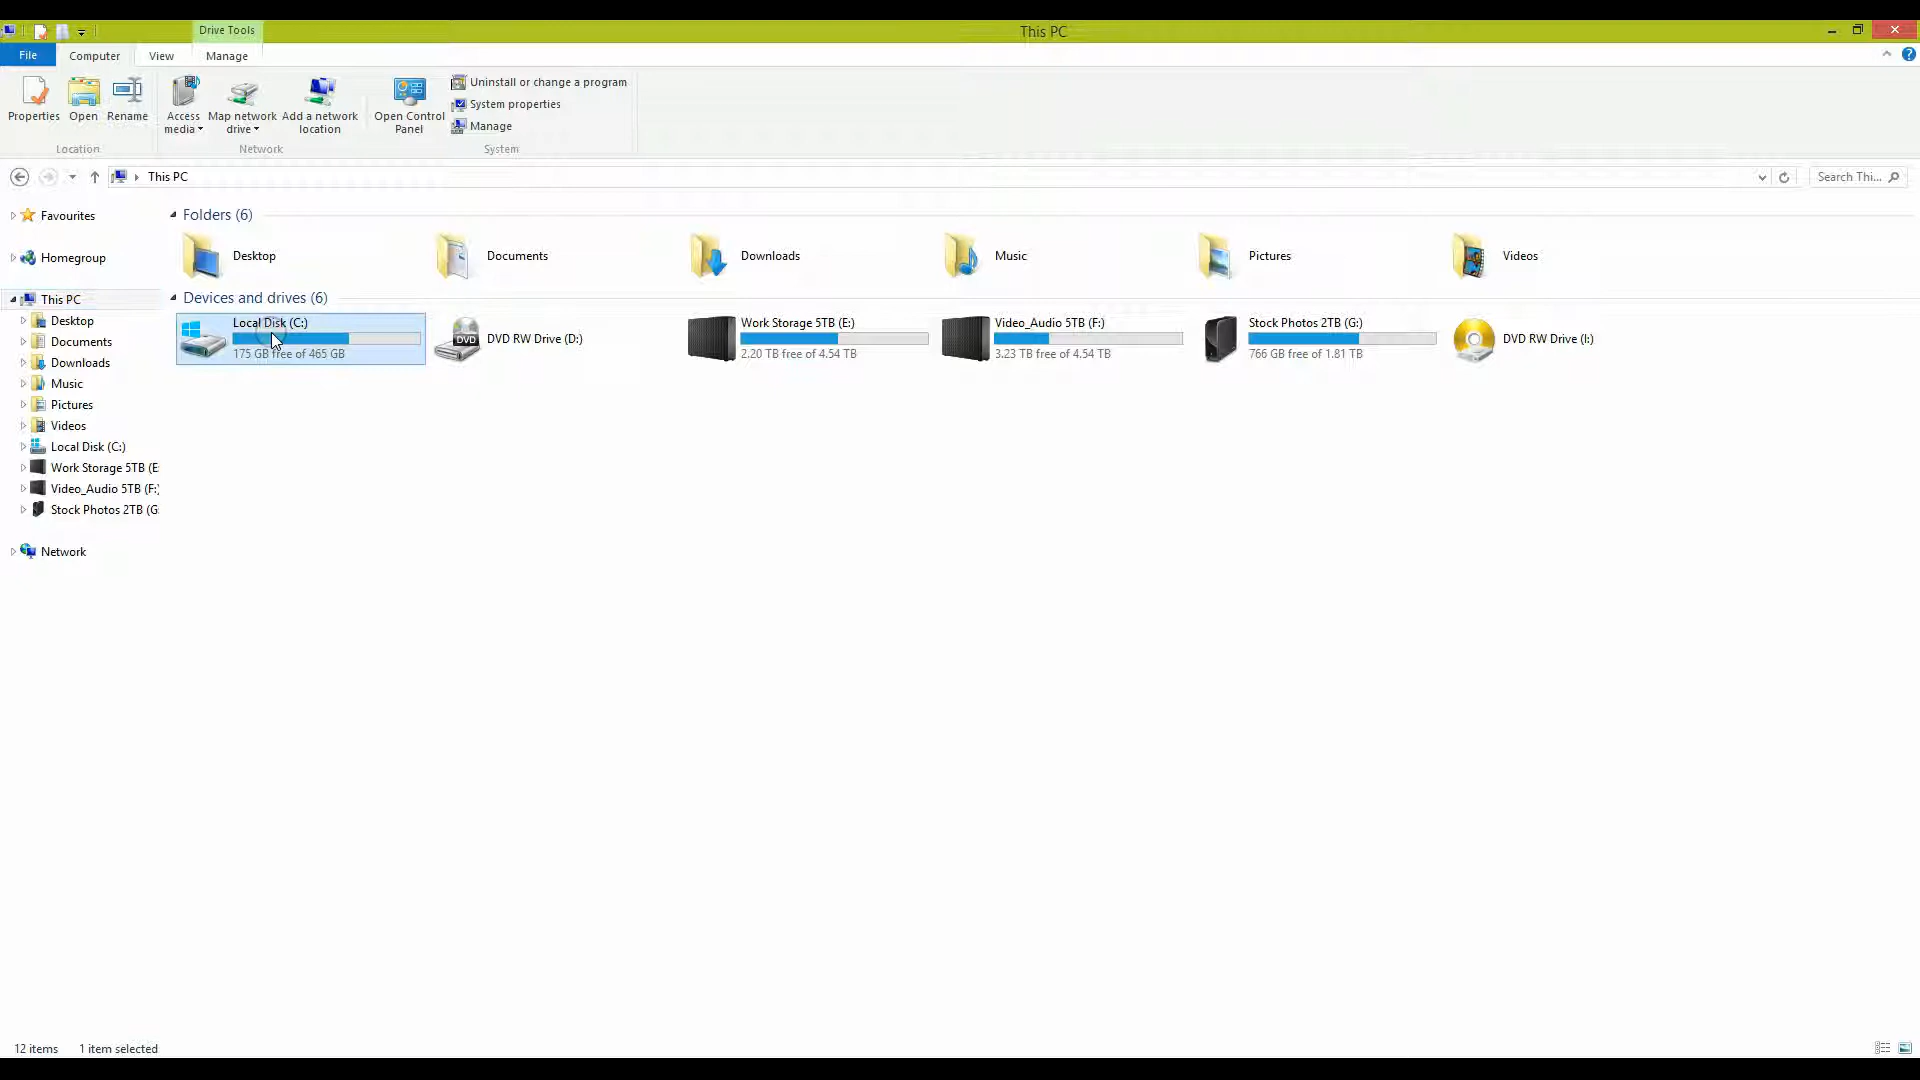 Drive Tools
This PC
File
Computer
View
Manage
Properties
Open
Rename
Access media
Map network drive
Add a network location
Open Control Panel
Uninstall or change a program
System properties
Manage
Location
Network
System
This PC
Search Thi...
Favourites
Homegroup
This PC
Desktop
Documents
Downloads
Music
Pictures
Videos
Local Disk (C:)
Work Storage 5TB (E
Video_Audio 5TB (F:)
Stock Photos 2TB (G
Network
Folders (6)
Desktop
Documents
Downloads
Music
Pictures
Videos
Devices and drives (6)
Local Disk (C:)
175 GB free of 465 GB
DVD
DVD RW Drive (D:)
Work Storage 5TB (E:)
2.20 TB free of 4.54 TB
Video_Audio 5TB (F:)
3.23 TB free of 4.54 TB
Stock Photos 2TB (G:)
766 GB free of 1.81 TB
DVD RW Drive (I:)
12 items
1 item selected